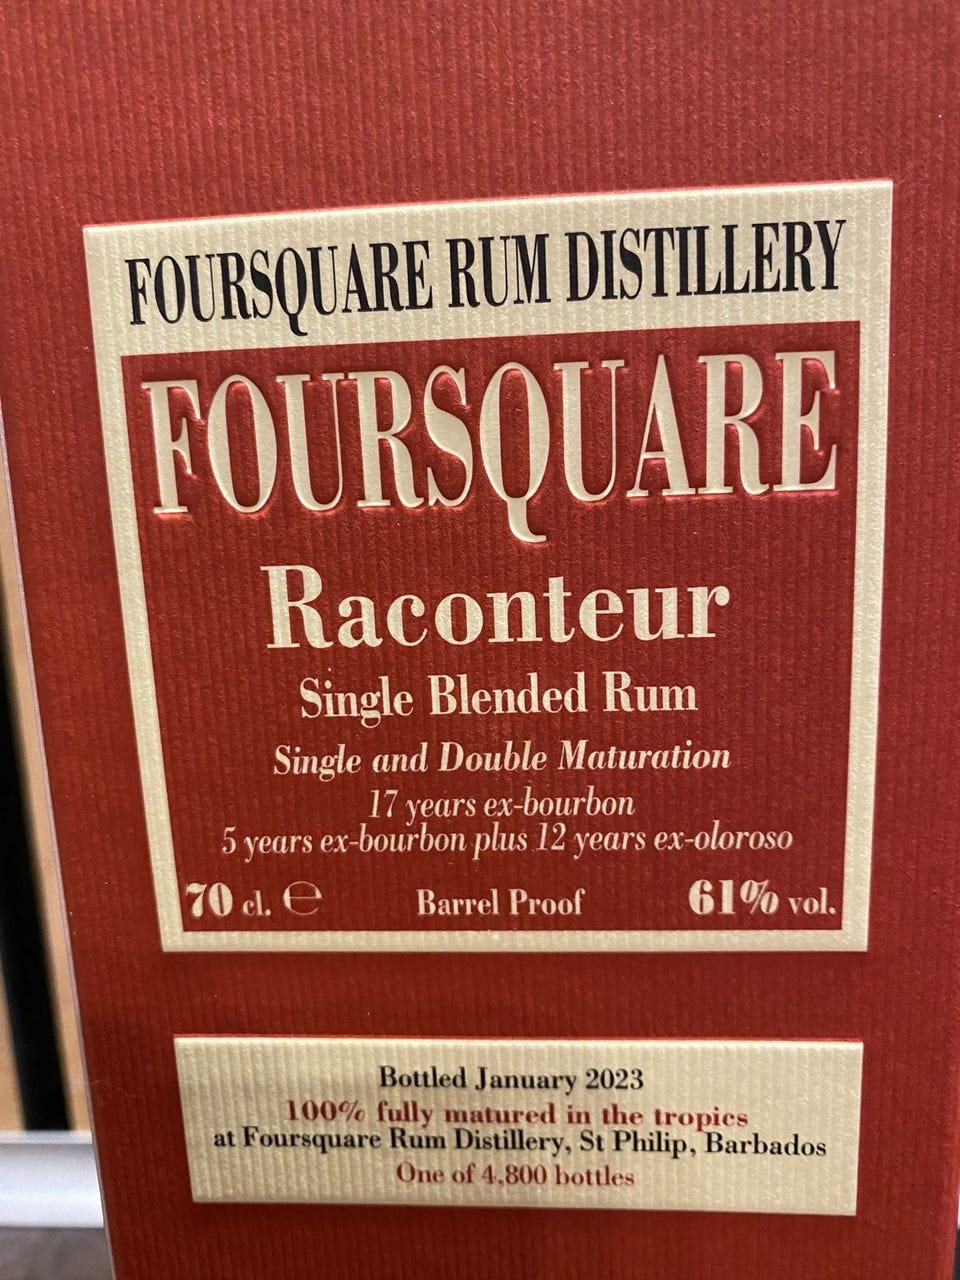 FOURSQUARE RUM DISTILLERY
FOURSQUARE
Raconteur
Single Blended Rum
Single and Double Maturation
17 years ex-bourbon
5 years ex-bourbon plus 12 years ex-oloroso
70 cl. ℮ Barrel Proof 61% vol.
Bottled January 2023
100% fully matured in the tropics
at Foursquare Rum Distillery, St Philip, Barbados
One of 4,800 bottles